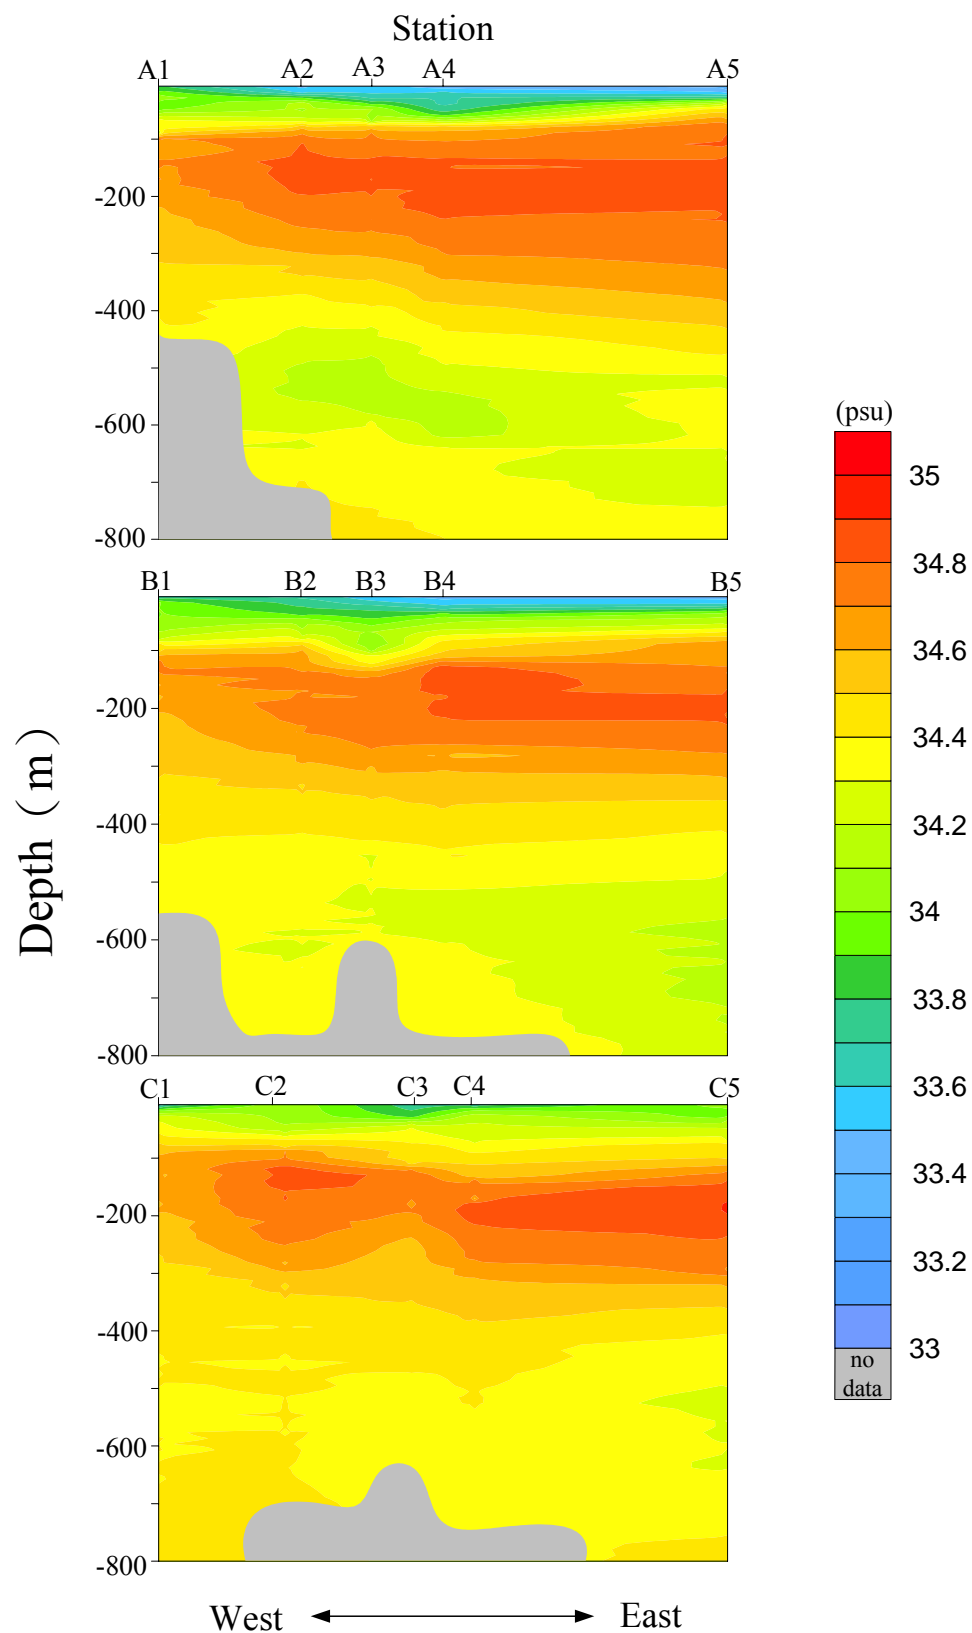 Station
A1 A2 A3 A4 A5
-200
-400
-600
-800
B1 B2 B3 B4 B5
-200
-400
-600
-800
C1 C2 C3 C4 C5
-200
-400
-600
-800
Depth (m)
West East
(psu)
35
34.8
34.6
34.4
34.2
34
33.8
33.6
33.4
33.2
33
no
data